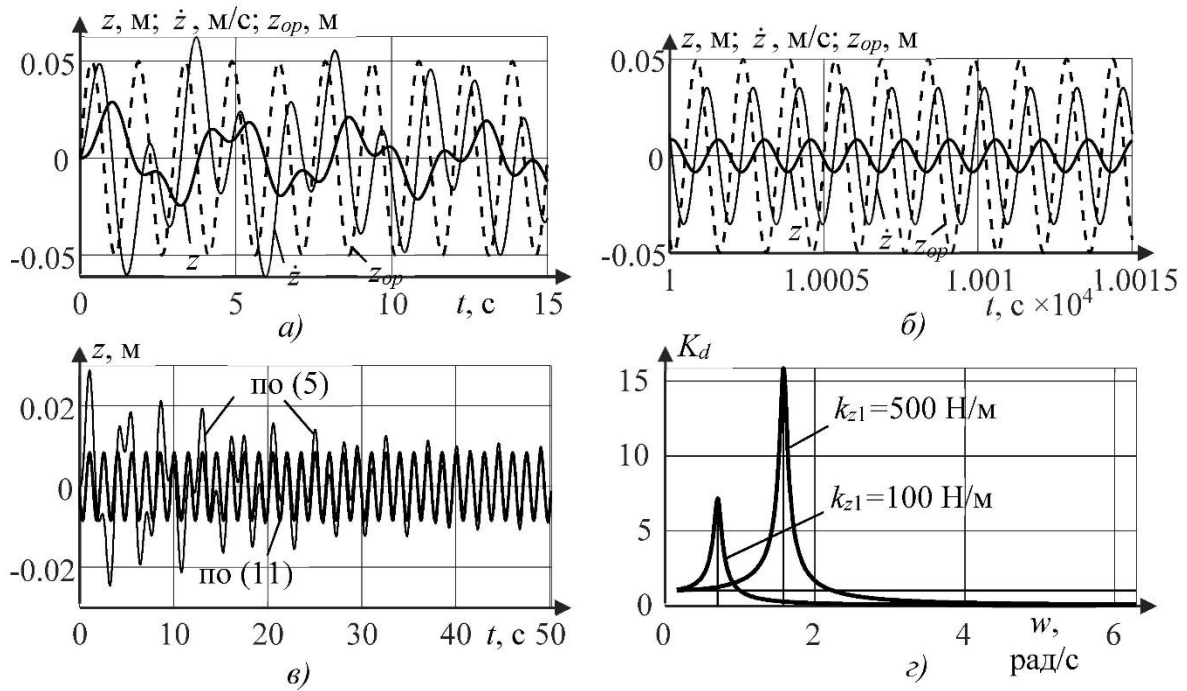 z, м; ż, м/с; z_op, м
0.05
0
-0.05
z
ż
z_op
0 5 10 15
t, с
а)
z, м; ż, м/с; z_op, м
0.05
0
-0.05
z
ż
z_op
1 1.0005 1.001 1.0015
t, с ×10⁴
б)
z, м
0.02
0
-0.02
по (5)
по (11)
0 10 20 30 40 50
t, с
в)
K_d
15
10
5
0
k_z1=500 Н/м
k_z1=100 Н/м
0 2 4 6
w,
рад/с
г)